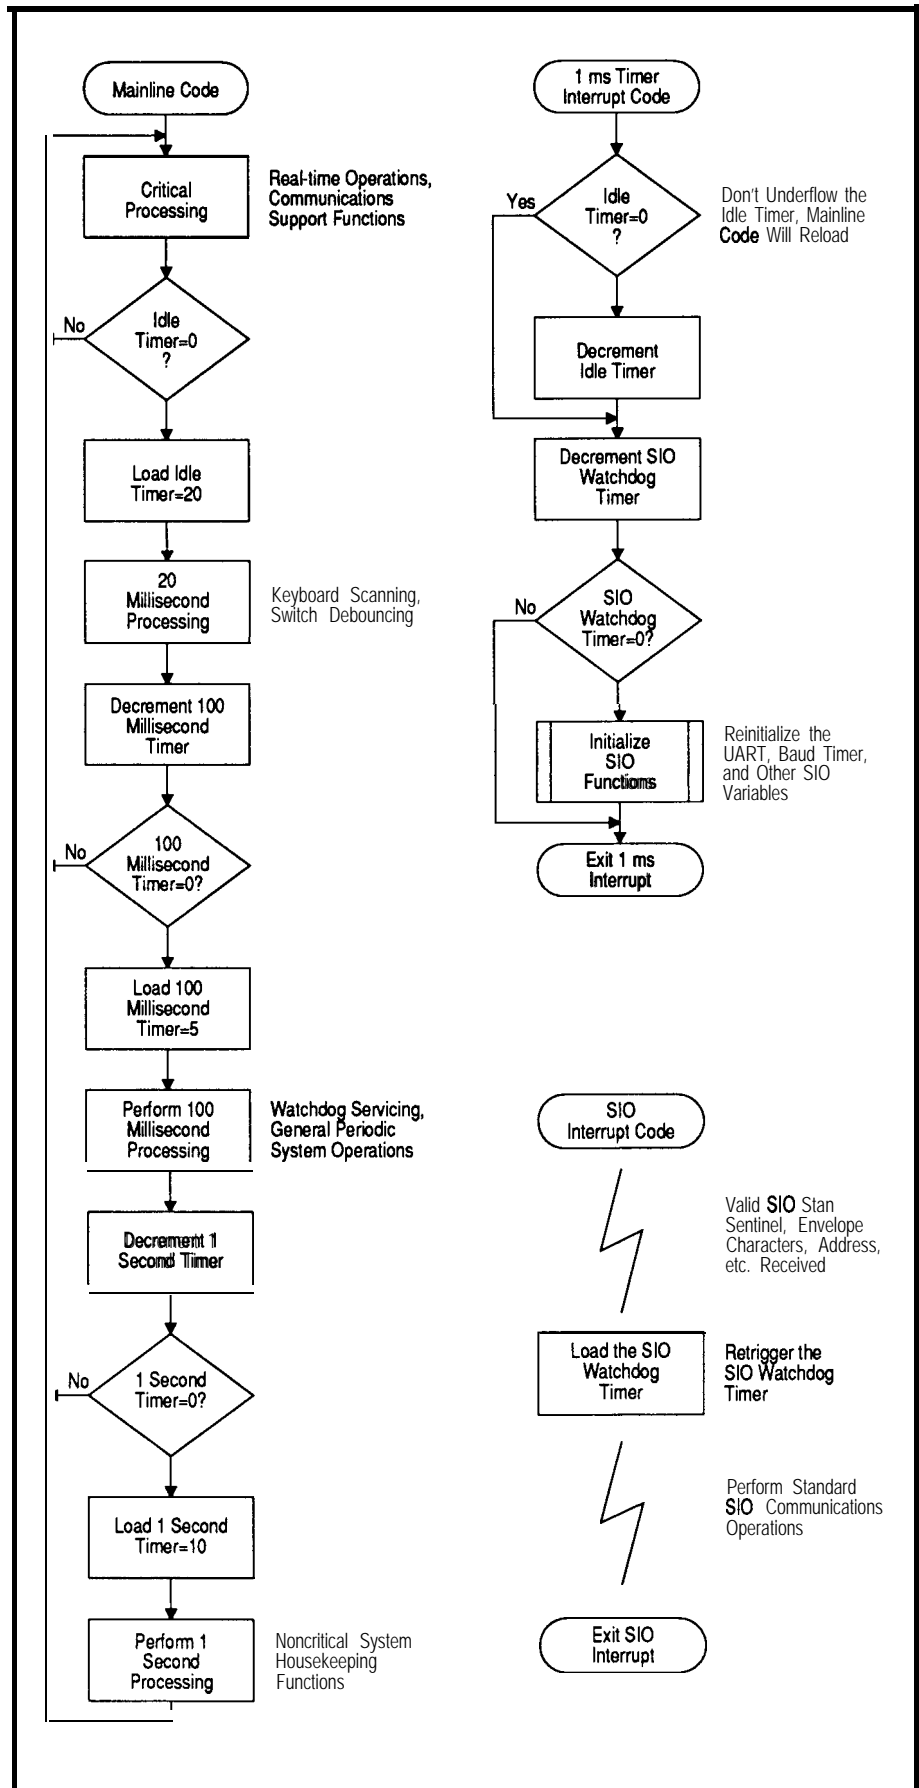 Mainline Code
Critical
Processing
Real-time Operations,
Communications
Support Functions
No
Idle
Timer=0
?
Load Idle
Timer=20
20
Millisecond
Processing
Keyboard Scanning,
Switch Debouncing
Decrement 100
Millisecond
Timer
No
100
Millisecond
Timer=0?
Load 100
Millisecond
Timer=5
Perform 100
Millisecond
Processing
Watchdog Servicing,
General Periodic
System Operations
Decrement 1
Second Timer
No
1 Second
Timer=0?
Load 1 Second
Timer=10
Perform 1
Second
Processing
Noncritical System
Housekeeping
Functions
1 ms Timer
Interrupt Code
Yes
Idle
Timer=0
?
Don't Underflow the
Idle Timer, Mainline
Code Will Reload
Decrement
Idle Timer
Decrement SIO
Watchdog
Timer
No
SIO
Watchdog
Timer=0?
Initialize
SIO
Functions
Reinitialize the
UART, Baud Timer,
and Other SIO
Variables
Exit 1 ms
Interrupt
SIO
Interrupt Code
Valid SIO Stan
Sentinel, Envelope
Characters, Address,
etc. Received
Load the SIO
Watchdog
Timer
Retrigger the
SIO Watchdog
Timer
Perform Standard
SIO Communications
Operations
Exit SIO
Interrupt